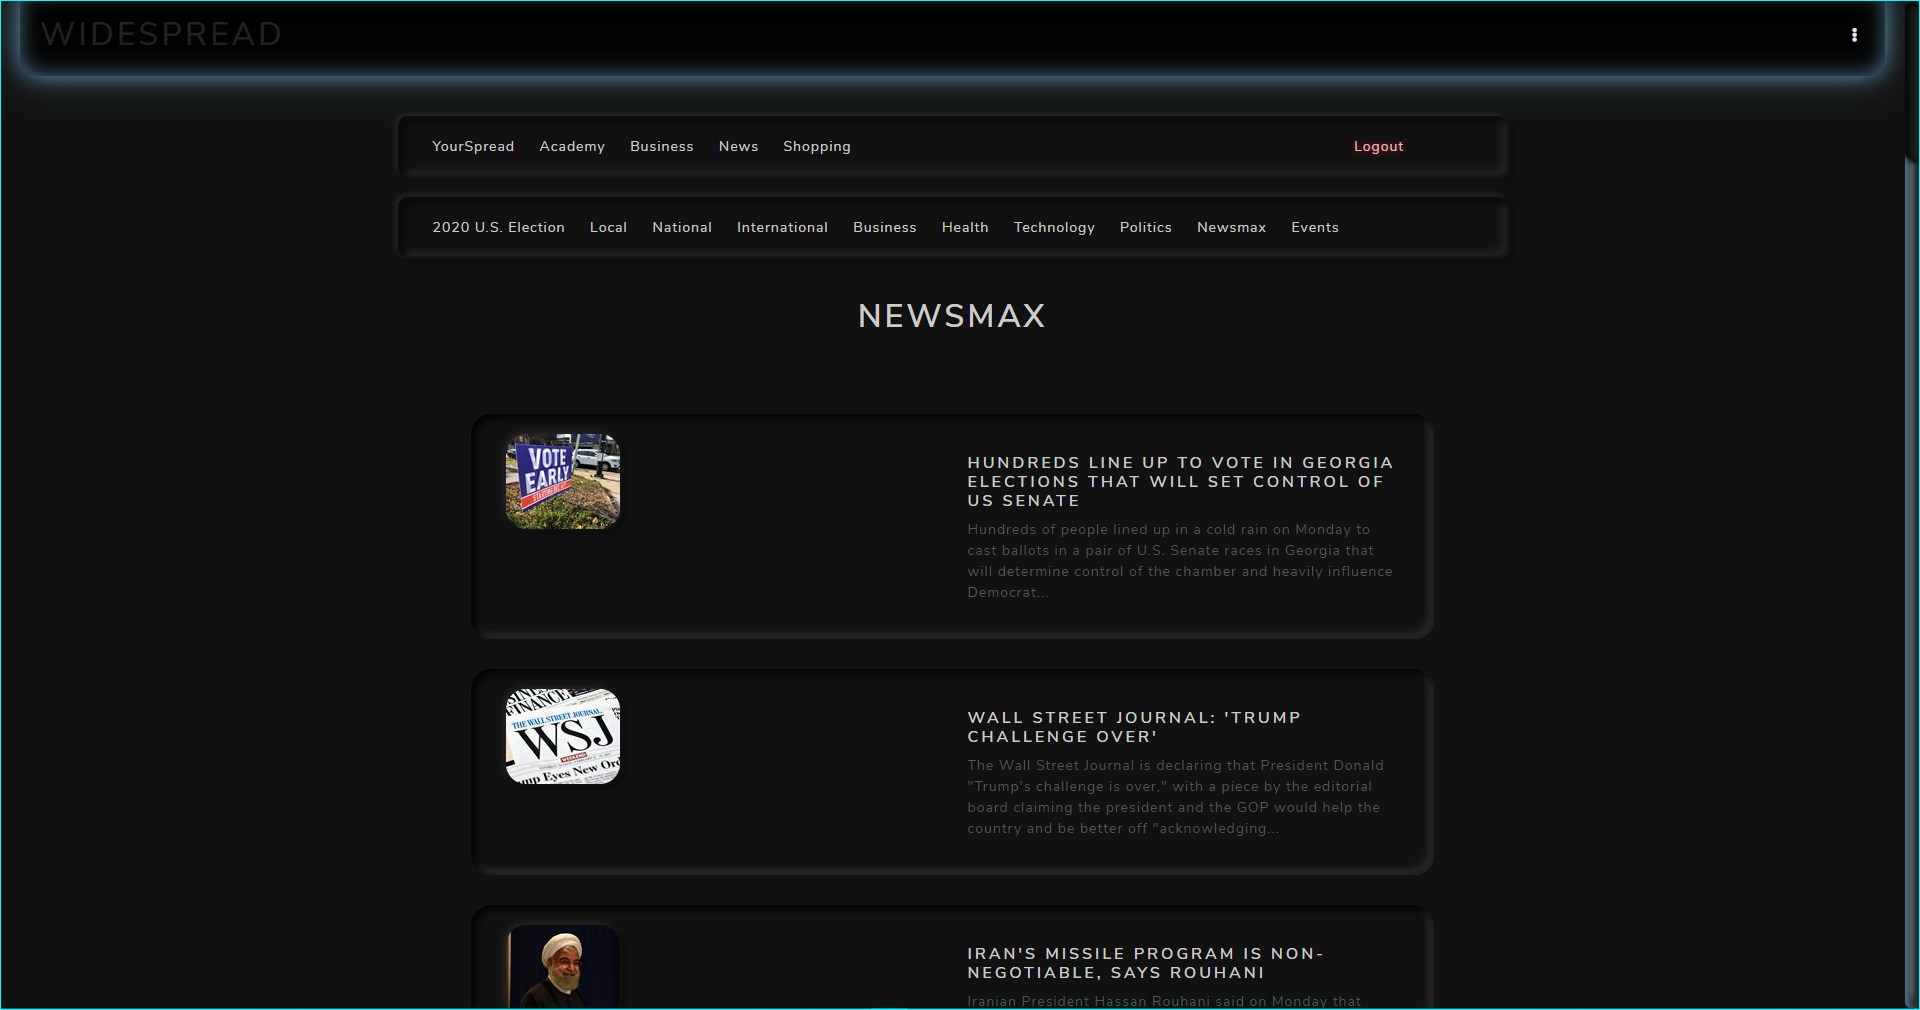 WIDESPREAD
YourSpread Academy Business News Shopping Logout
2020 U.S. Election Local National International Business Health Technology Politics Newsmax Events
NEWSMAX
VOTE
EARLY
HUNDREDS LINE UP TO VOTE IN GEORGIA
ELECTIONS THAT WILL SET CONTROL OF
US SENATE
Hundreds of people lined up in a cold rain on Monday to
cast ballots in a pair of U.S. Senate races in Georgia that
will determine control of the chamber and heavily influence
Democrat...
FINANCE
THE WALL STREET JOURNAL.
WSJ
WEEKEND
mp Eyes New Ord
WALL STREET JOURNAL: 'TRUMP
CHALLENGE OVER'
The Wall Street Journal is declaring that President Donald
"Trump's challenge is over," with a piece by the editorial
board claiming the president and the GOP would help the
country and be better off "acknowledging...
IRAN'S MISSILE PROGRAM IS NON-
NEGOTIABLE, SAYS ROUHANI
Iranian President Hassan Rouhani said on Monday that